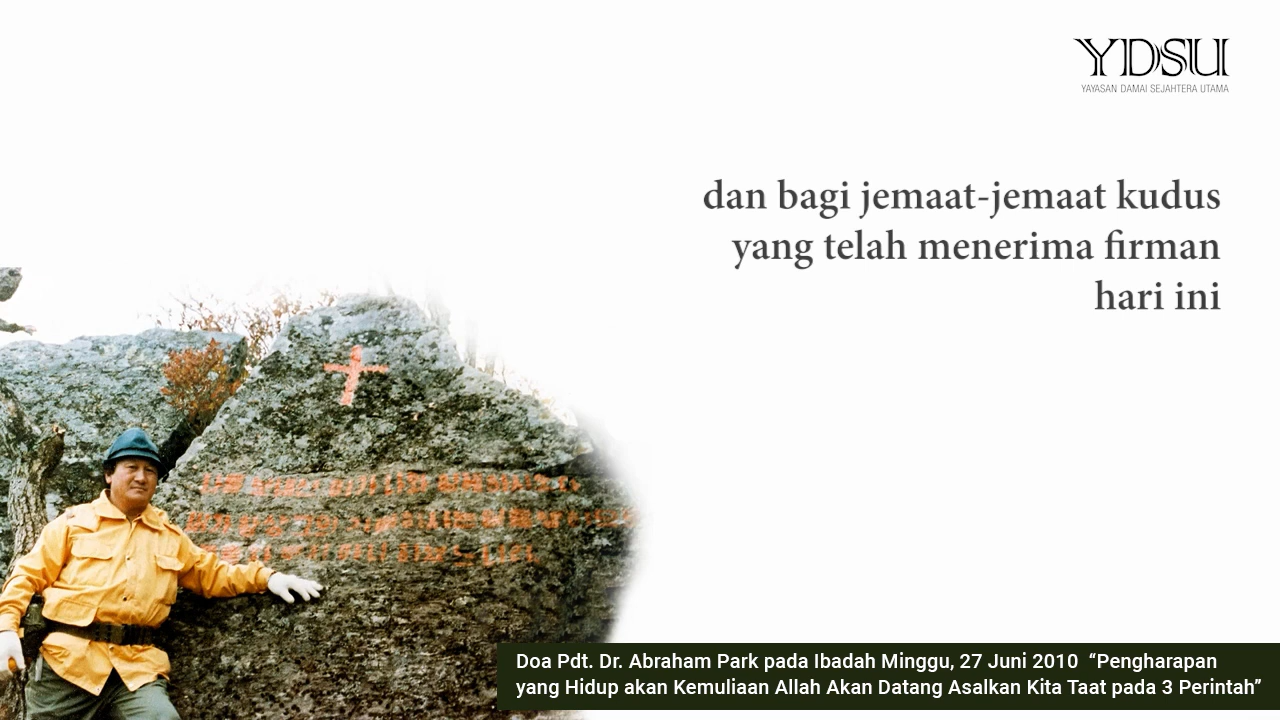 YDSU
YAYASAN DAMAI SEJAHTERA UTAMA
dan bagi jemaat-jemaat kudus
yang telah menerima firman
hari ini
Doa Pdt. Dr. Abraham Park pada Ibadah Minggu, 27 Juni 2010 “Pengharapan
yang Hidup akan Kemuliaan Allah Akan Datang Asalkan Kita Taat pada 3 Perintah”